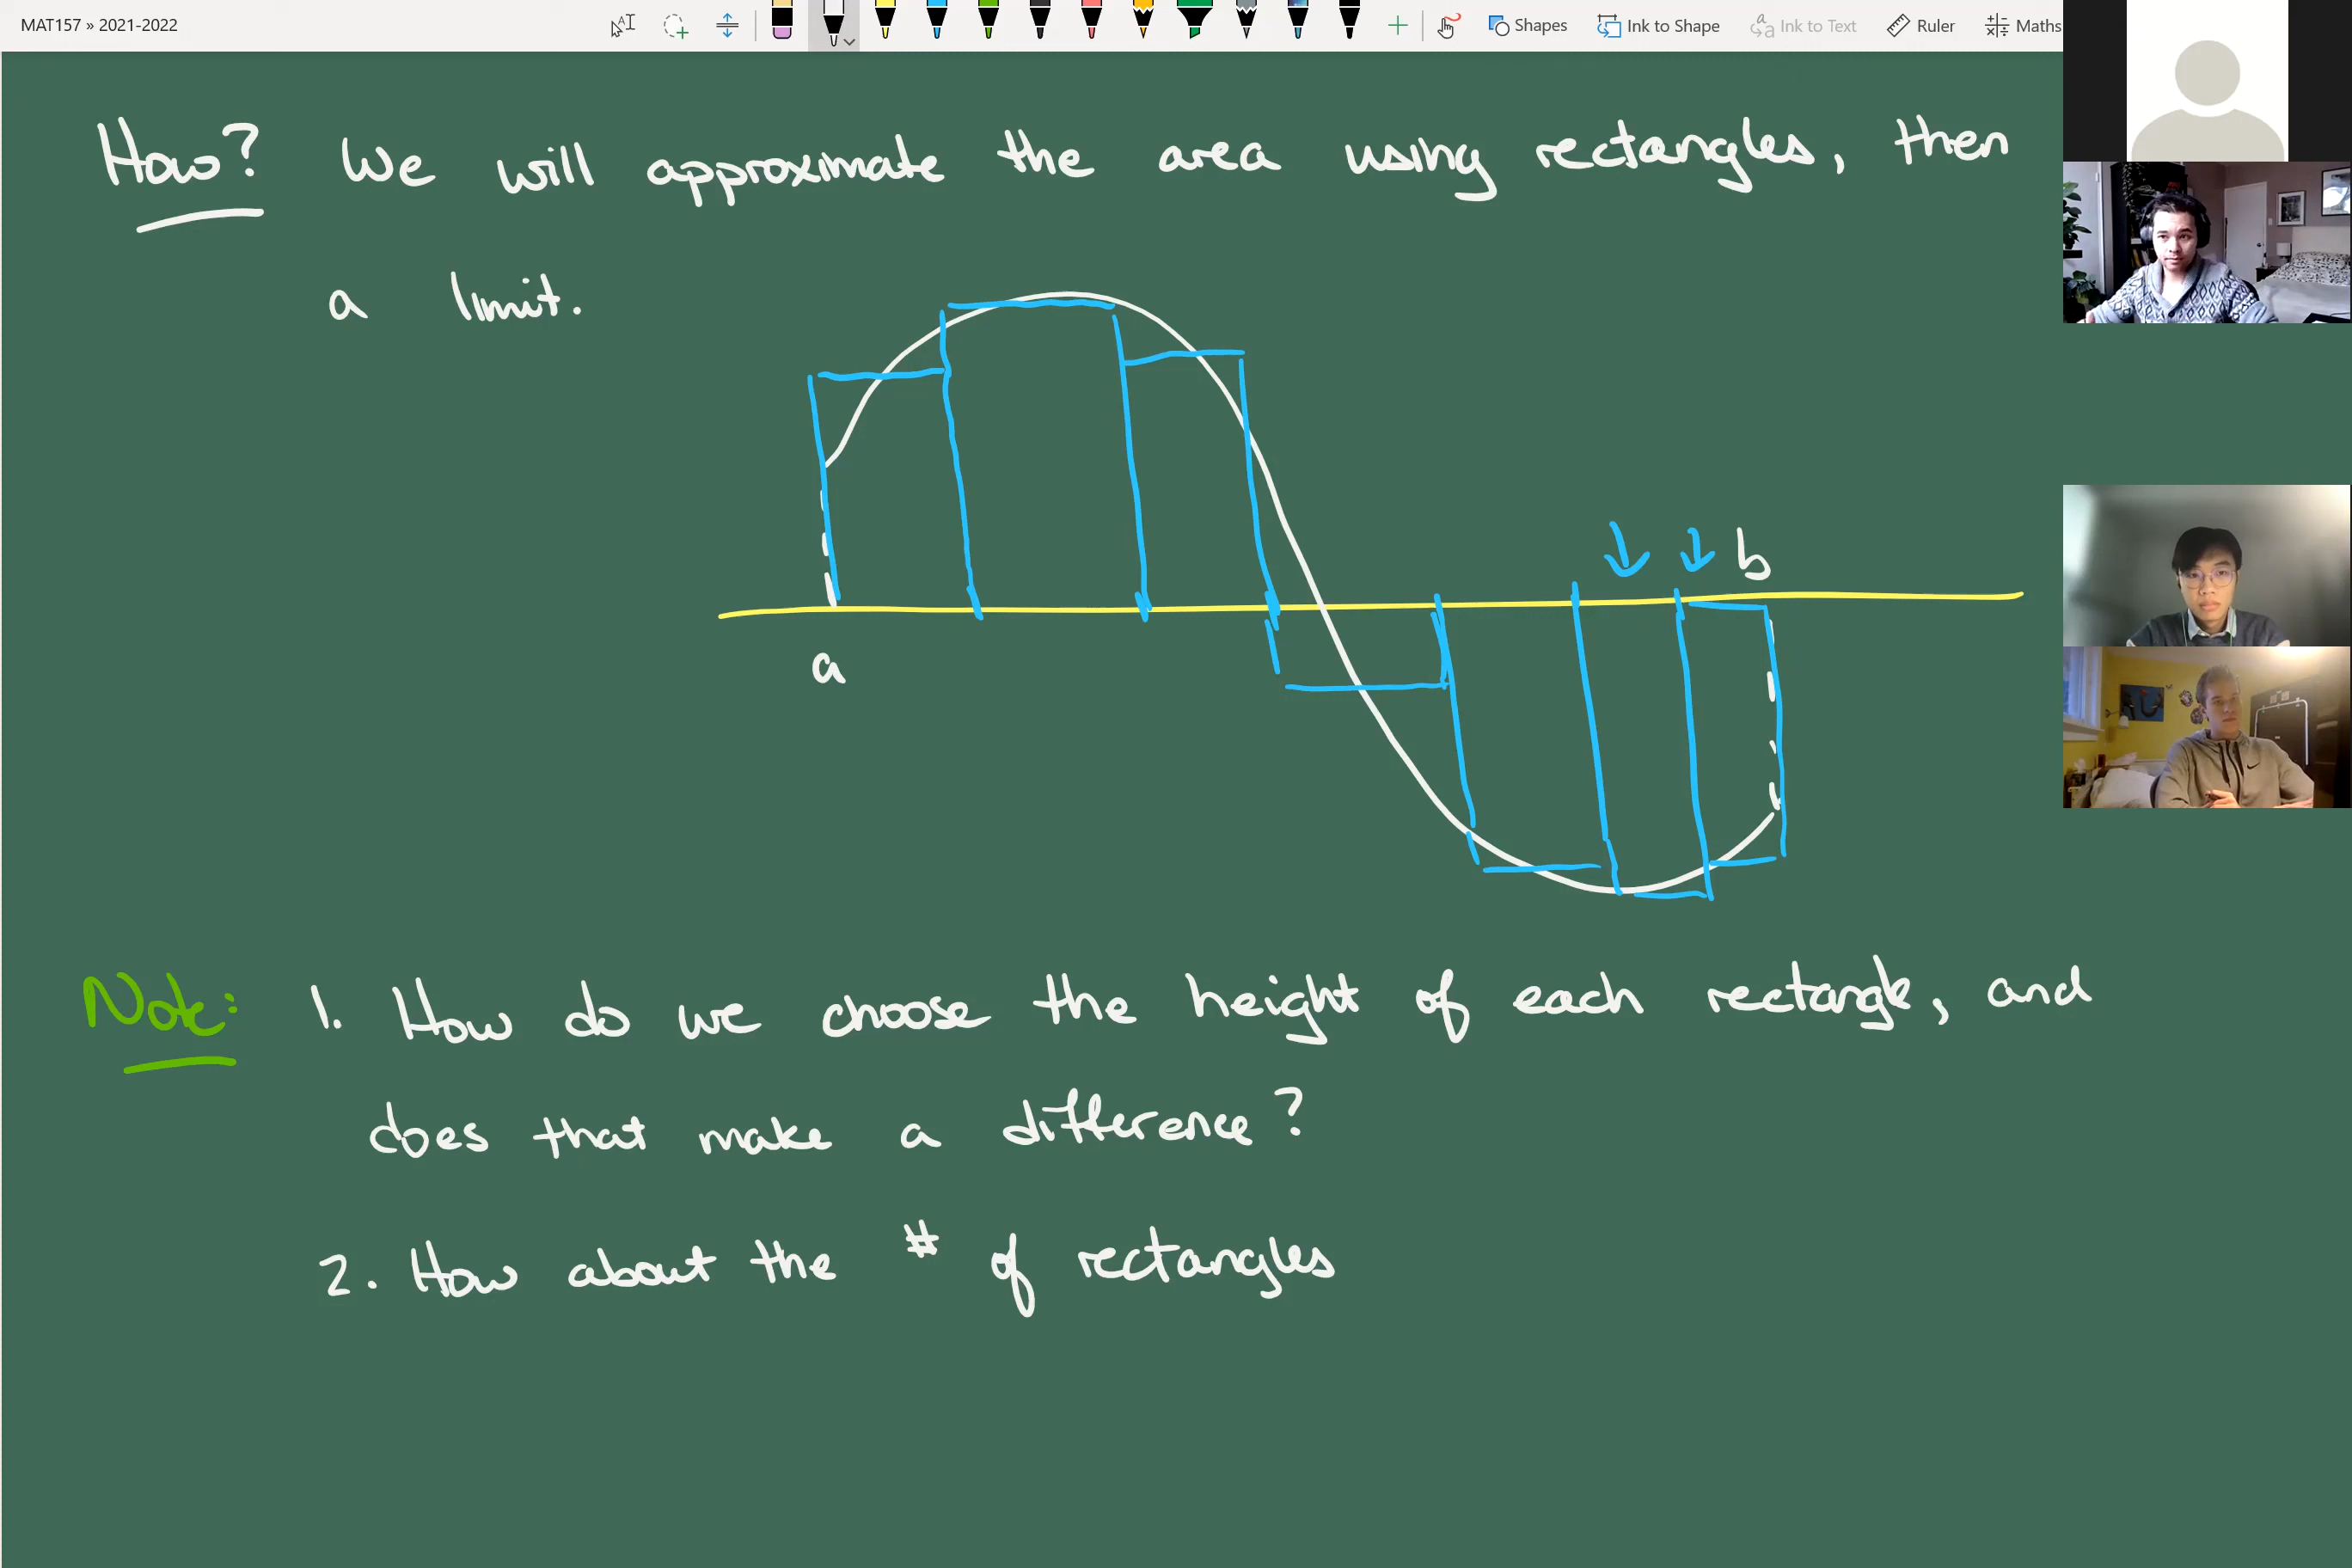 MAT157 » 2021-2022
Shapes Ink to Shape Ink to Text Ruler Maths
How? We will approximate the area using rectangles, then
a limit.
b
a
Note: 1. How do we choose the height of each rectangle, and
does that make a difference?
2. How about the # of rectangles